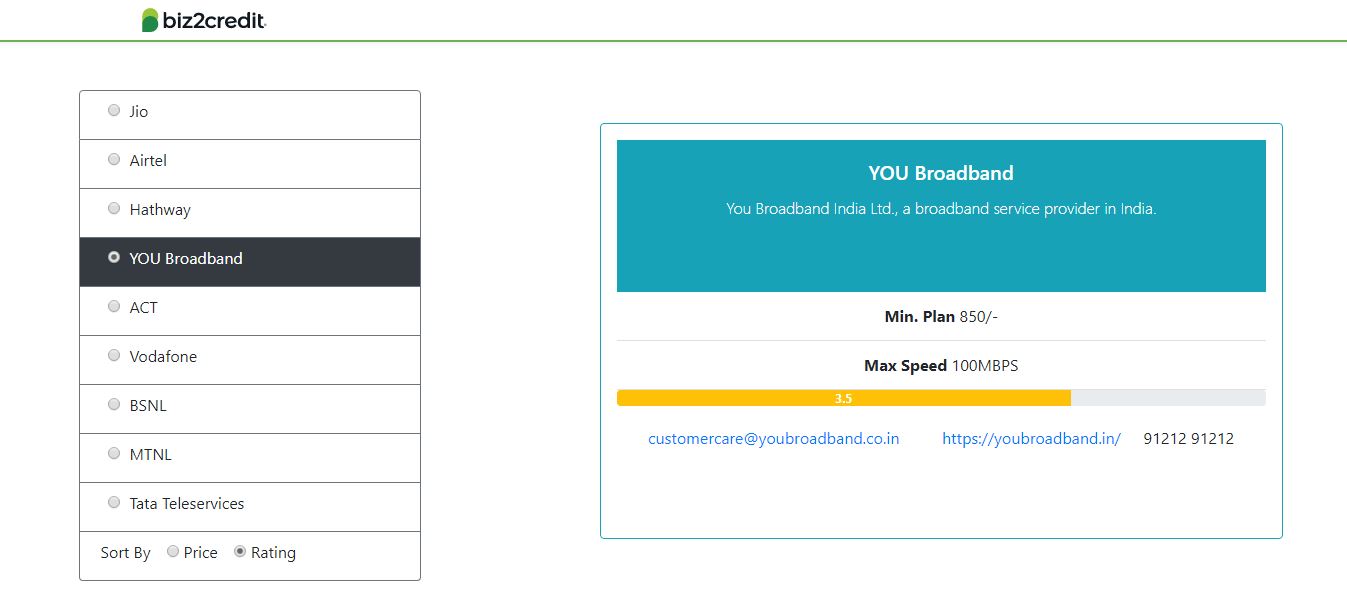 biz2credit
Jio
Airtel
Hathway
YOU Broadband
ACT
Vodafone
BSNL
MTNL
Tata Teleservices
Sort By Price Rating
YOU Broadband
You Broadband India Ltd., a broadband service provider in India.
Min. Plan 850/-
Max Speed 100MBPS
3.5
customercare@youbroadband.co.in https://youbroadband.in/ 91212 91212